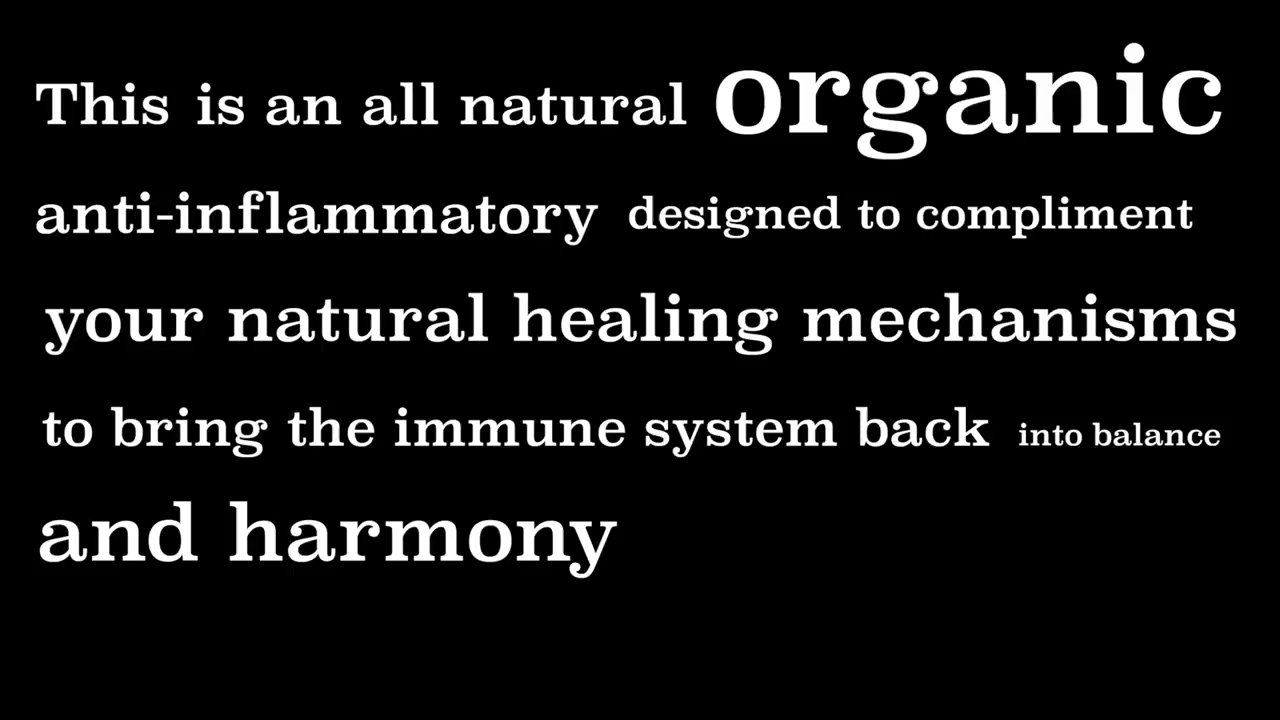 This is an all natural organic
anti-inflammatory designed to compliment
your natural healing mechanisms
to bring the immune system back into balance
and harmony